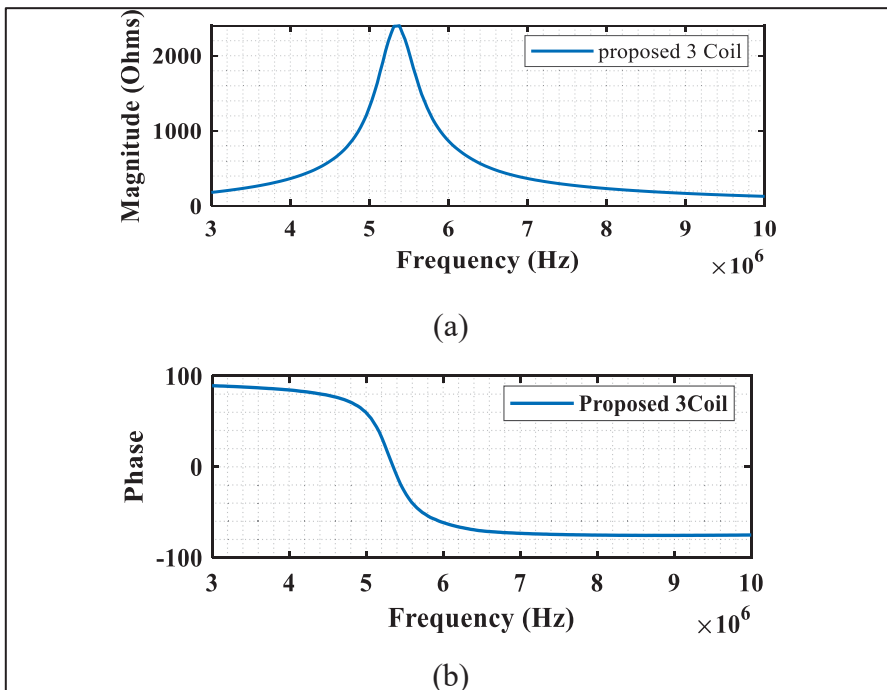 2000
1000
0
Magnitude (Ohms)
proposed 3 Coil
3 4 5 6 7 8 9 10
Frequency (Hz)
×10^6
(a)
100
0
-100
Phase
Proposed 3Coil
3 4 5 6 7 8 9 10
Frequency (Hz)
×10^6
(b)